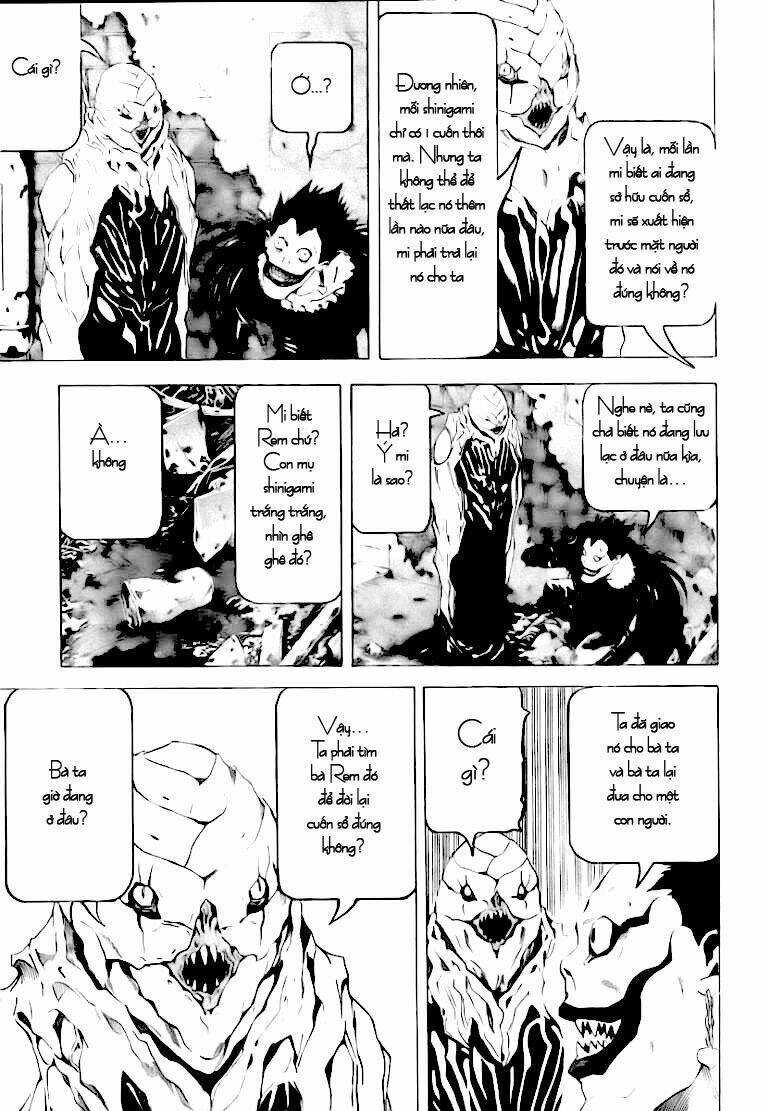 Vậy là, mỗi lần
mi biết ai đang
sở hữu cuốn sổ,
mi sẽ xuất hiện
trước mặt người
đó và nói về nó
đúng không?
Đương nhiên,
mỗi shinigami
chỉ có 1 cuốn thôi
mà. Nhưng ta
không thể để
thất lạc nó thêm
lần nào nữa đâu,
mi phải trả lại
nó cho ta
Ơ...?
Cái gì?
Nghe nè, ta cũng
chả biết nó đang lưu
lạc ở đâu nữa kìa,
chuyện là...
Hả?
Ý mi
là sao?
Mi biết
Rem chứ?
Con mụ
shinigami
trắng trắng,
nhìn ghê
ghê đó?
À...
không
Ta đã giao
nó cho bà ta
và bà ta lại
đua cho một
con người.
Cái
gì?
Vậy...
Ta phải tìm
bà Rem đó
để đòi lại
cuốn sổ đúng
không?
Bà ta
giờ đang
ở đâu?